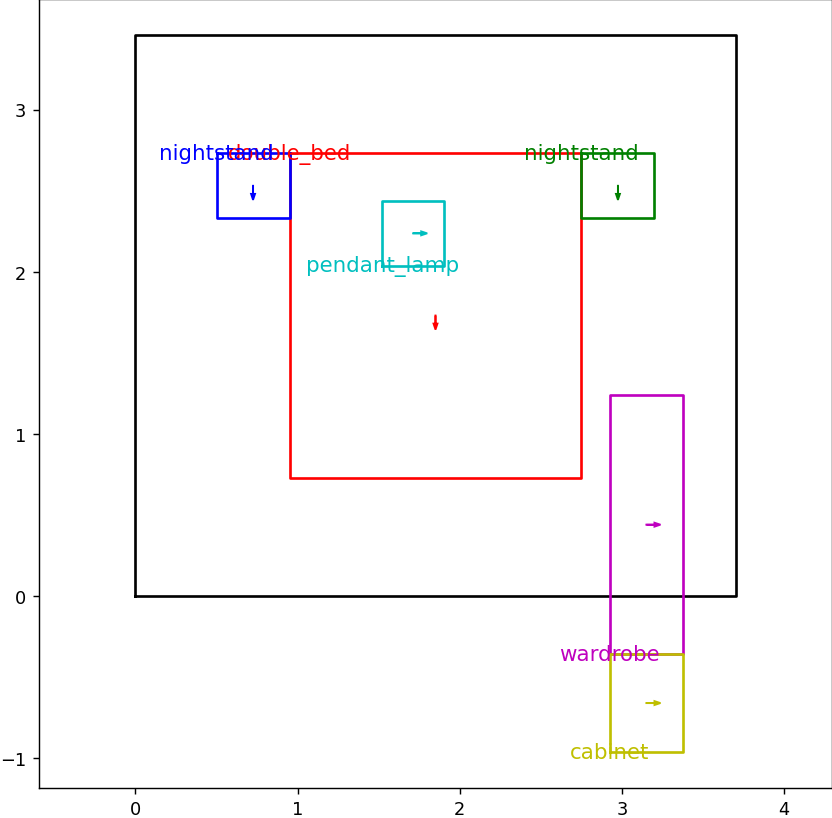 3
nightstand
double_bed
nightstand
2
pendant_lamp
1
0
wardrobe
cabinet
−1
0 1 2 3 4